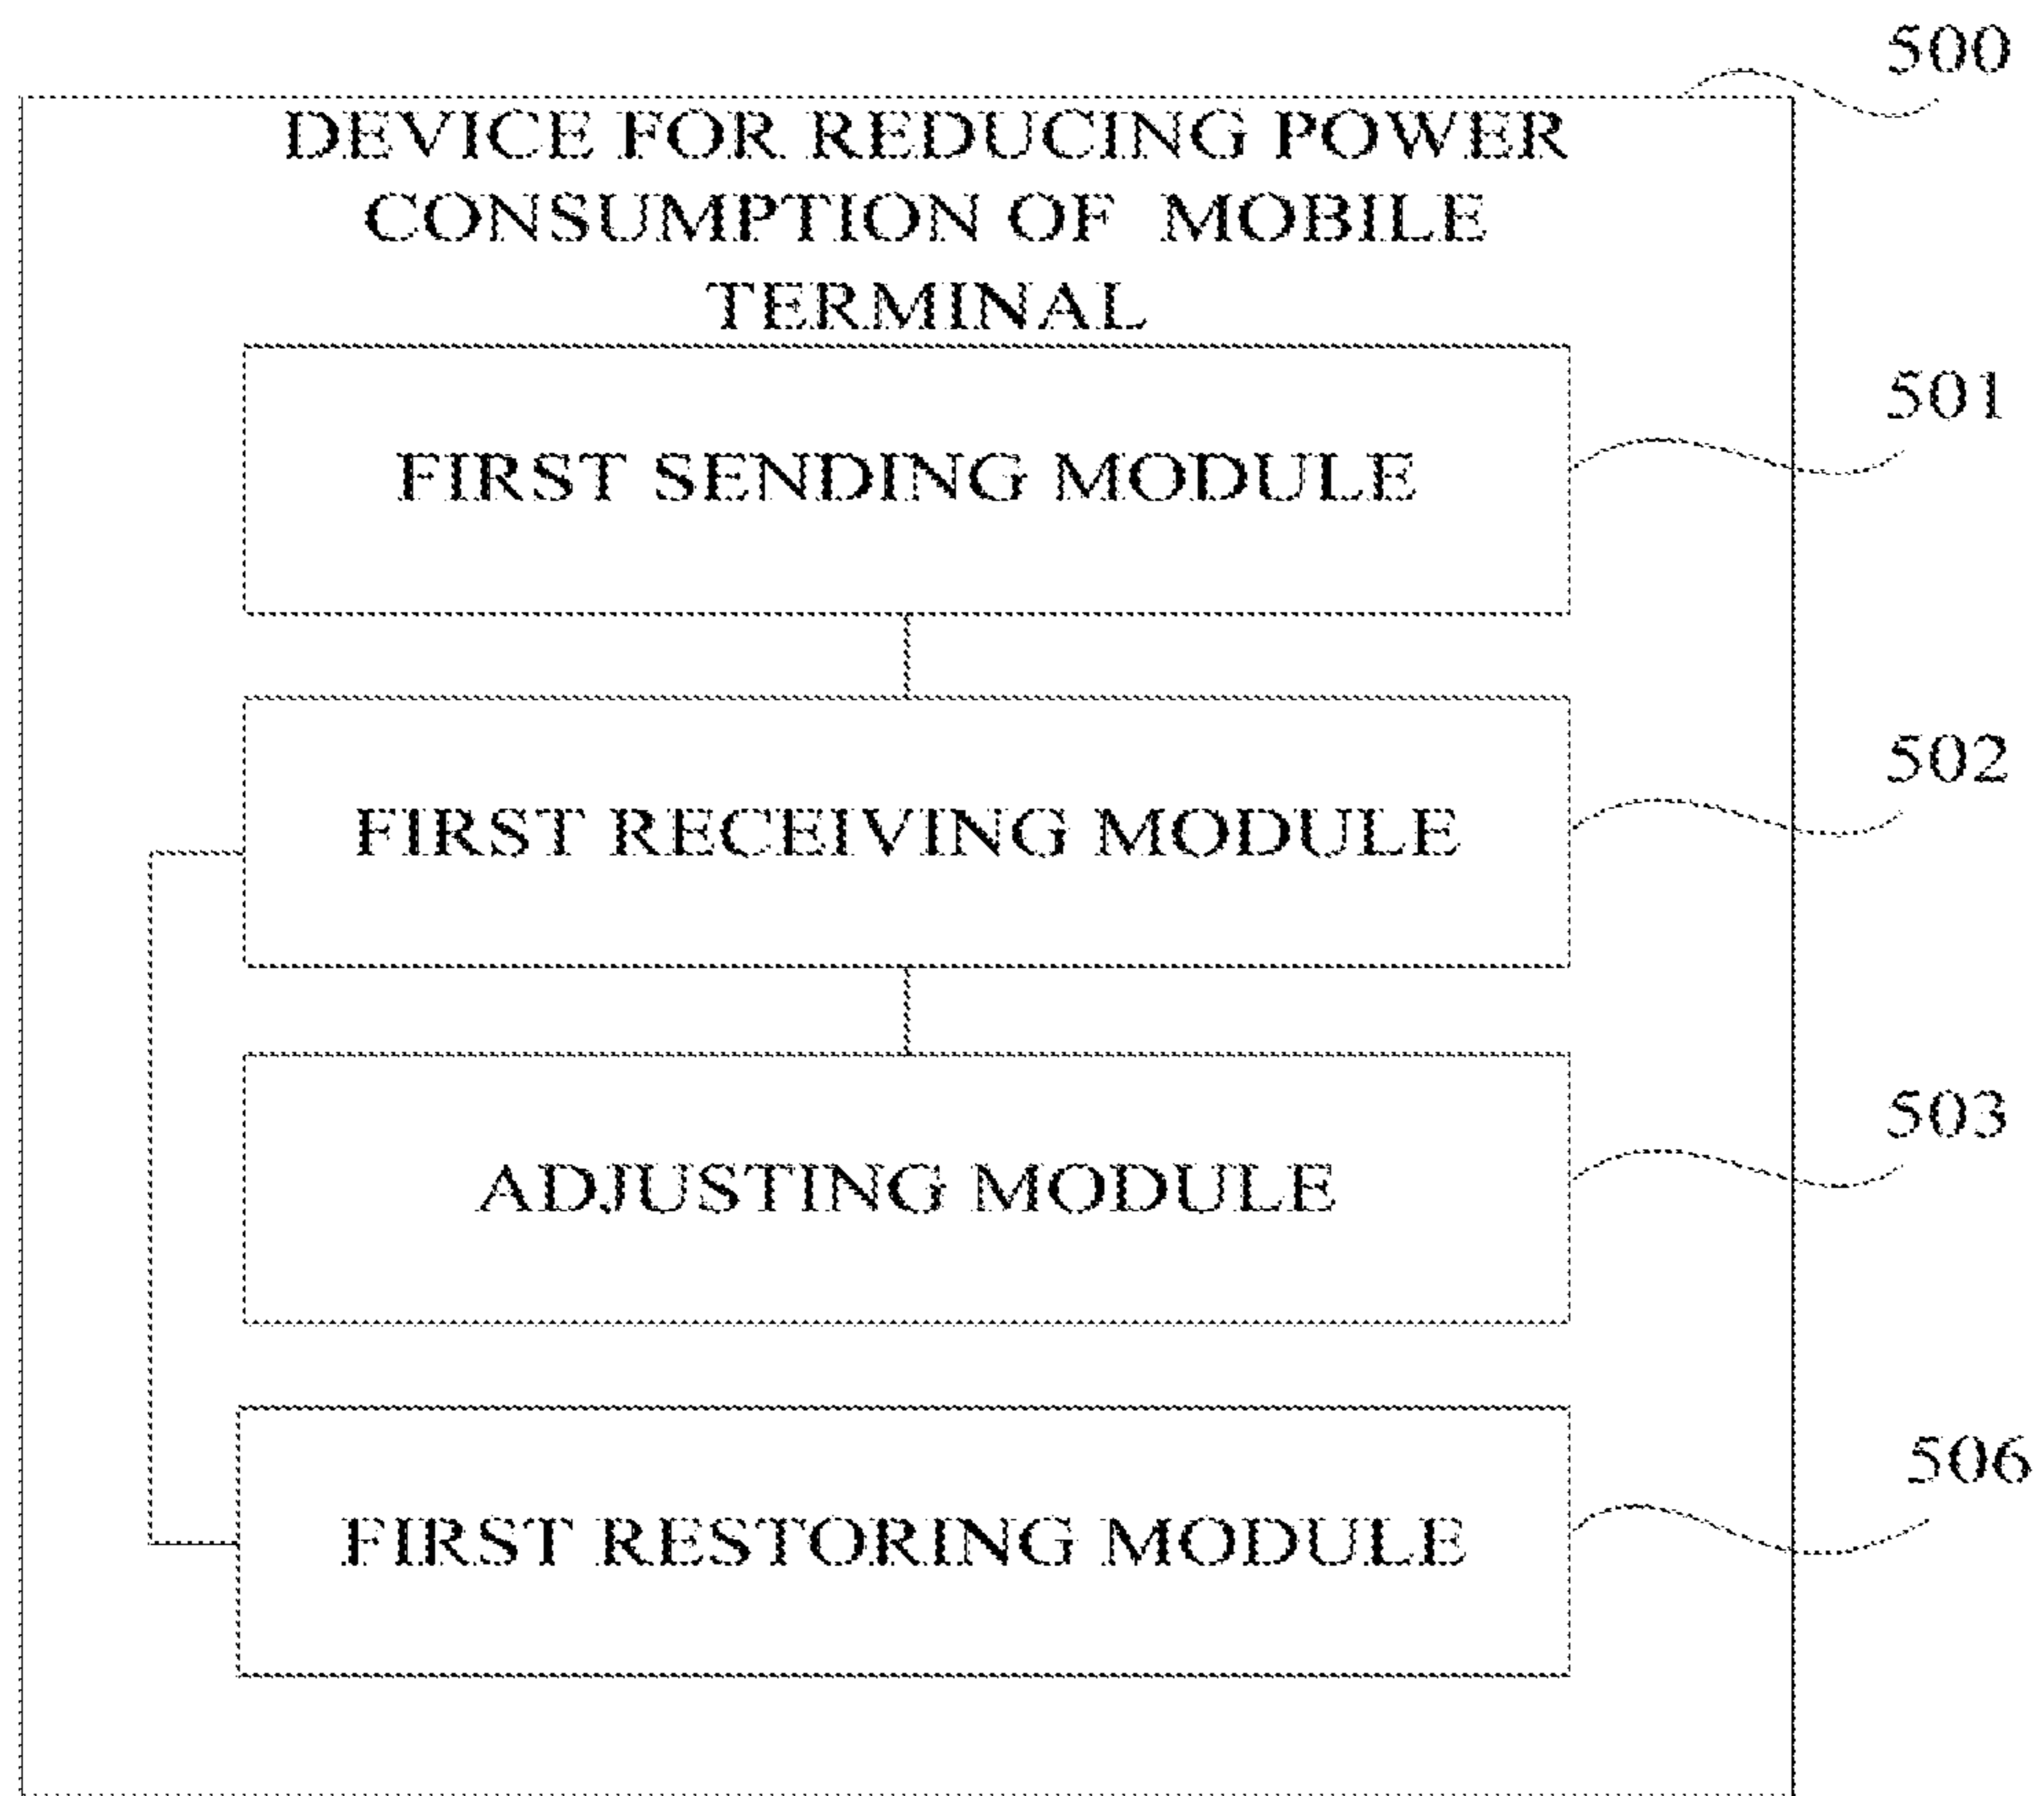 500
DEVICE FOR REDUCING POWER
CONSUMPTION OF MOBILE
TERMINAL
501
FIRST SENDING MODULE
502
FIRST RECEIVING MODULE
503
ADJUSTING MODULE
506
FIRST RESTORING MODULE